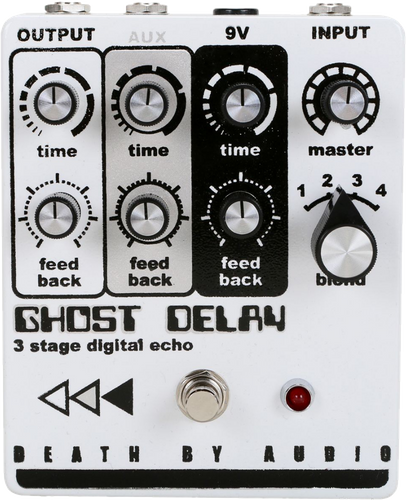 OUTPUT AUX 9V INPUT
time time time master
1 2 3 4
feed back feed back feed back blend
GHOST DELAY
3 stage digital echo
DEATH BY AUDIO